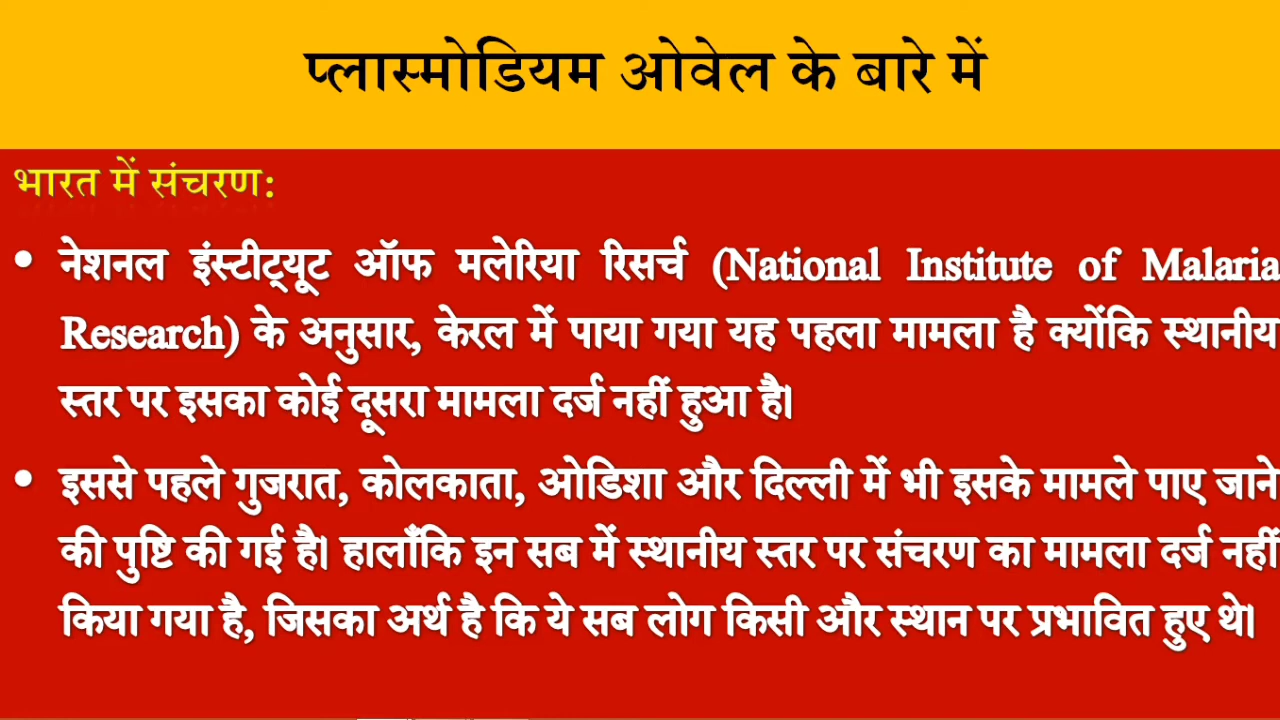 प्लास्मोडियम ओवेल के बारे में
भारत में संचरण:
• नेशनल इंस्टीट्यूट ऑफ मलेरिया रिसर्च (National Institute of Malaria
Research) के अनुसार, केरल में पाया गया यह पहला मामला है क्योंकि स्थानीय
स्तर पर इसका कोई दूसरा मामला दर्ज नहीं हुआ है।
• इससे पहले गुजरात, कोलकाता, ओडिशा और दिल्ली में भी इसके मामले पाए जाने
की पुष्टि की गई है। हालाँकि इन सब में स्थानीय स्तर पर संचरण का मामला दर्ज नहीं
किया गया है, जिसका अर्थ है कि ये सब लोग किसी और स्थान पर प्रभावित हुए थे।